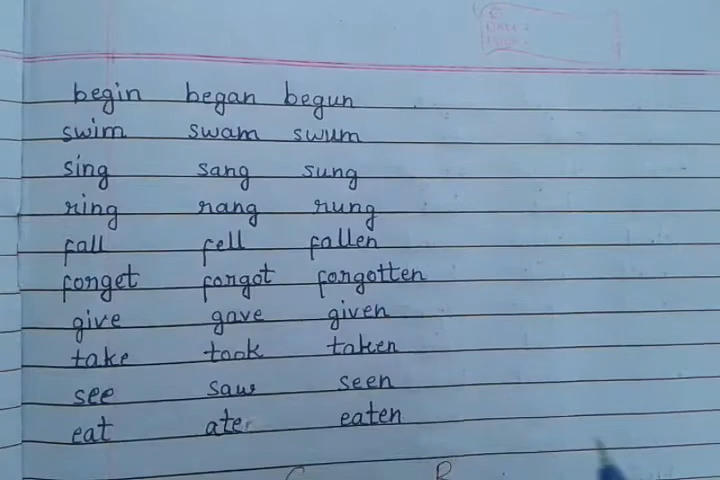 begin began begun
swim swam swum
sing sang sung
ring rang rung
fall fell fallen
forget forgot forgotten
give gave given
take took taken
see saw seen
eat ate eaten